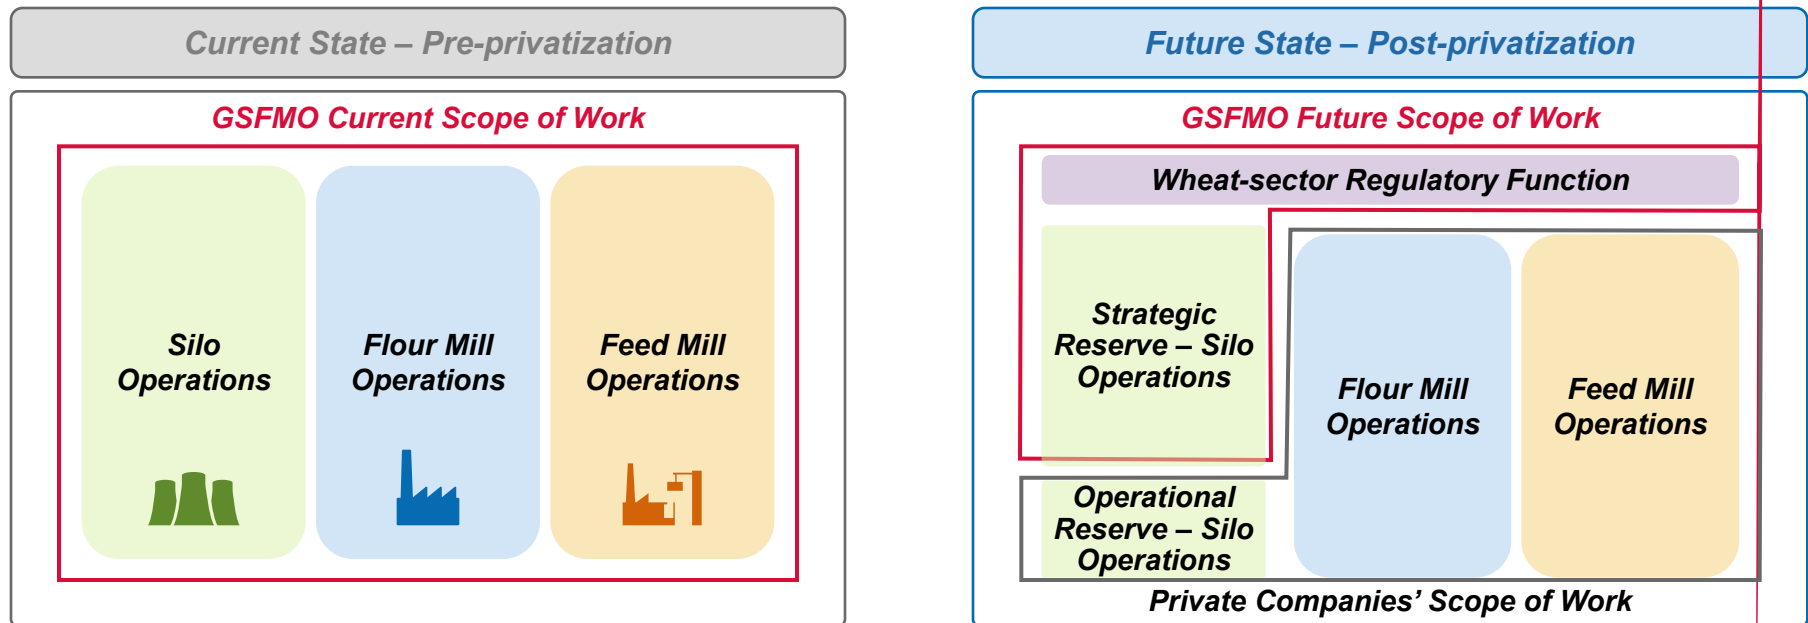 Current State – Pre-privatization
GSFMO Current Scope of Work
Silo
Operations
Flour Mill
Operations
Feed Mill
Operations
Future State – Post-privatization
GSFMO Future Scope of Work
Wheat-sector Regulatory Function
Strategic
Reserve – Silo
Operations
Flour Mill
Operations
Feed Mill
Operations
Operational
Reserve – Silo
Operations
Private Companies’ Scope of Work